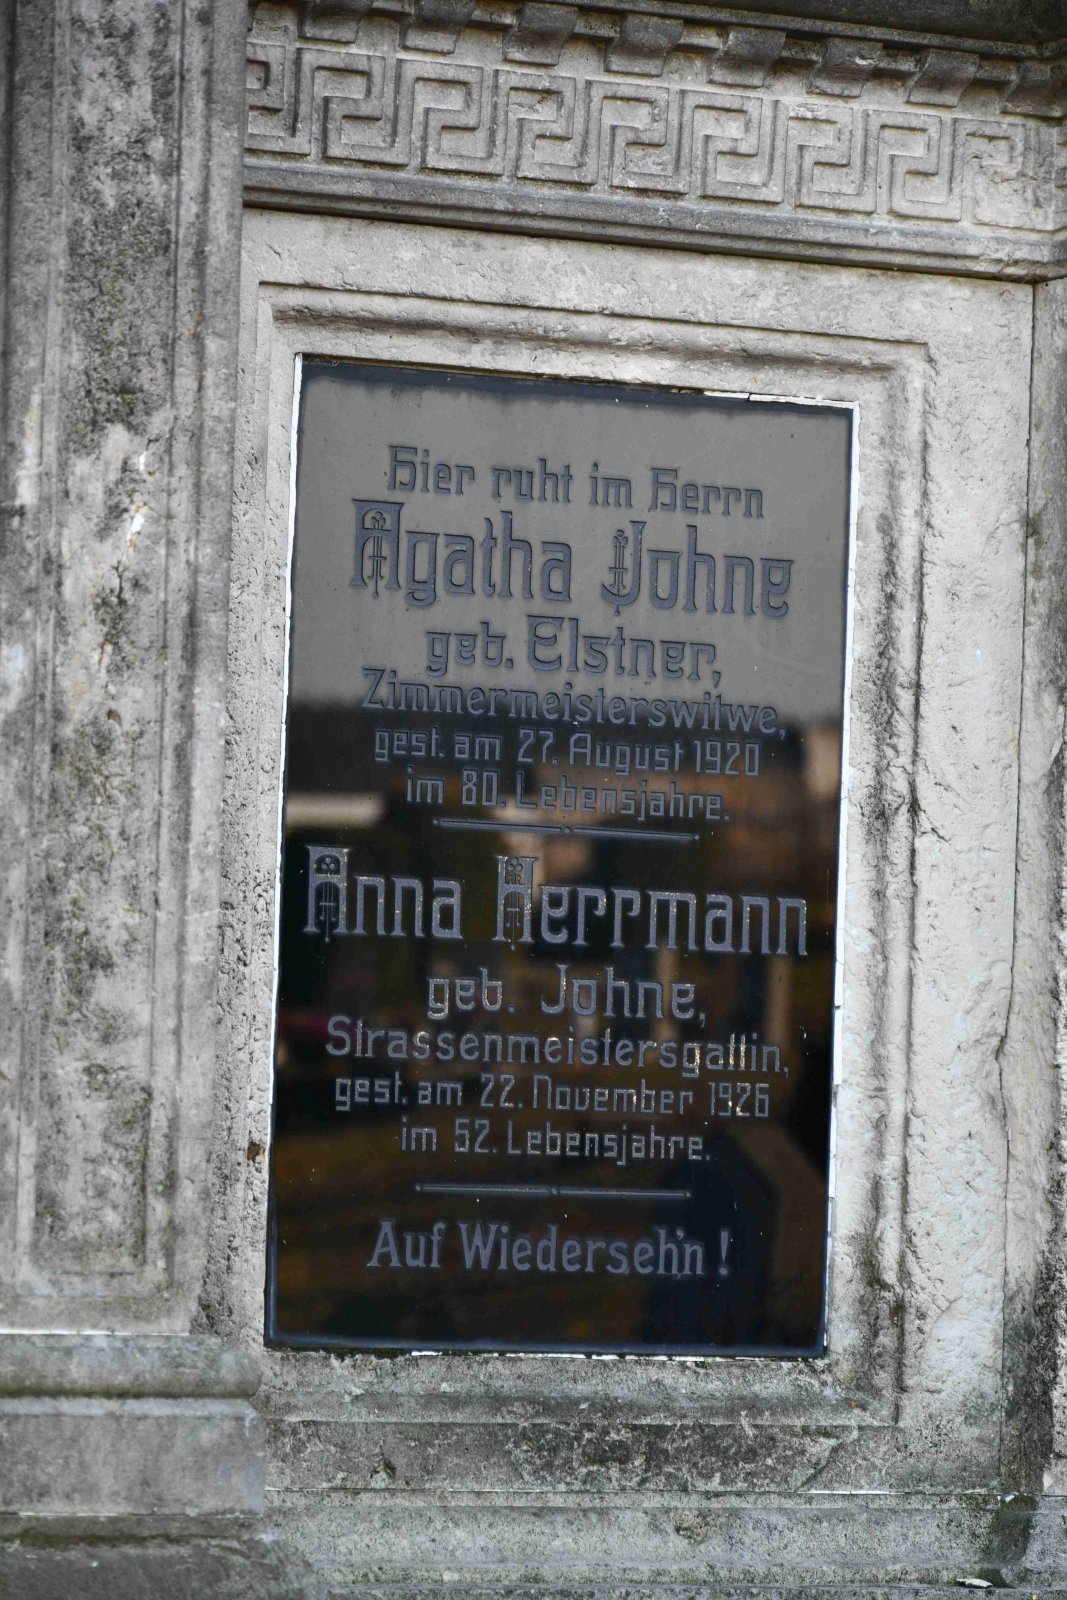 Hier ruht im Herrn
Agatha Johne
geb. Elstner,
Zimmermeisterswitwe,
gest. am 27. August 1920
im 80. Lebensjahre.
Anna Herrmann
geb. Johne,
Strassenmeistersgattin,
gest. am 22. November 1926
im 52. Lebensjahre.
Auf Wiederseh'n!